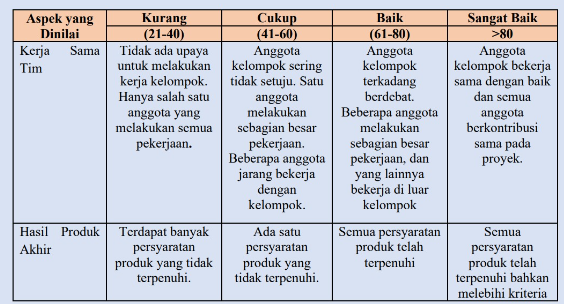 Aspek yang Dinilai | Kurang (21-40) | Cukup (41-60) | Baik (61-80) | Sangat Baik >80
Kerja Sama Tim
Tidak ada upaya
untuk melakukan
kerja kelompok.
Hanya salah satu
anggota yang
melakukan semua
pekerjaan.
Anggota
kelompok sering
tidak setuju. Satu
anggota
melakukan
sebagian besar
pekerjaan.
Beberapa anggota
jarang bekerja
dengan
kelompok.
Anggota
kelompok
terkadang
berdebat.
Beberapa anggota
melakukan
sebagian besar
pekerjaan, dan
yang lainnya
bekerja di luar
kelompok
Anggota
kelompok bekerja
sama dengan baik
dan semua
anggota
berkontribusi
sama pada
proyek.
Hasil Produk
Akhir
Terdapat banyak
persyaratan
produk yang tidak
terpenuhi.
Ada satu
persyaratan
produk yang
tidak terpenuhi.
Semua persyaratan
produk telah
terpenuhi
Semua
persyaratan
produk telah
terpenuhi bahkan
melebihi kriteria